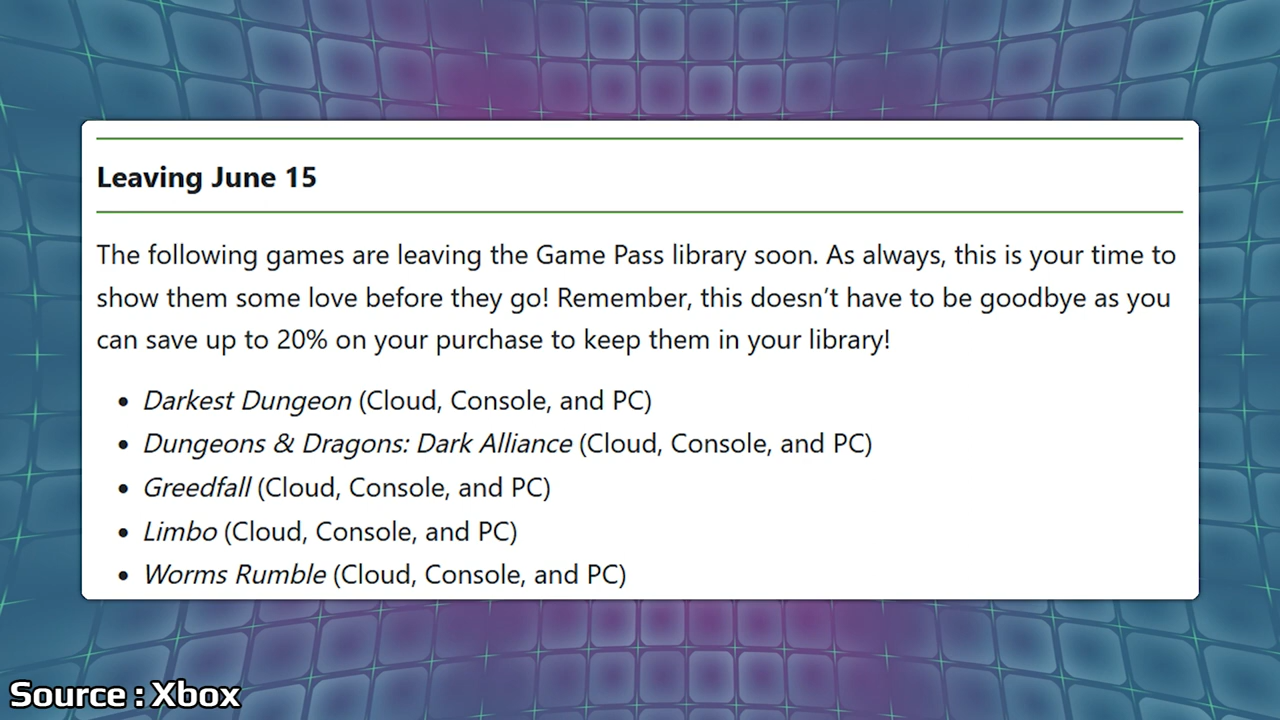 Leaving June 15
The following games are leaving the Game Pass library soon. As always, this is your time to
show them some love before they go! Remember, this doesn’t have to be goodbye as you
can save up to 20% on your purchase to keep them in your library!
• Darkest Dungeon (Cloud, Console, and PC)
• Dungeons & Dragons: Dark Alliance (Cloud, Console, and PC)
• Greedfall (Cloud, Console, and PC)
• Limbo (Cloud, Console, and PC)
• Worms Rumble (Cloud, Console, and PC)
Source : Xbox